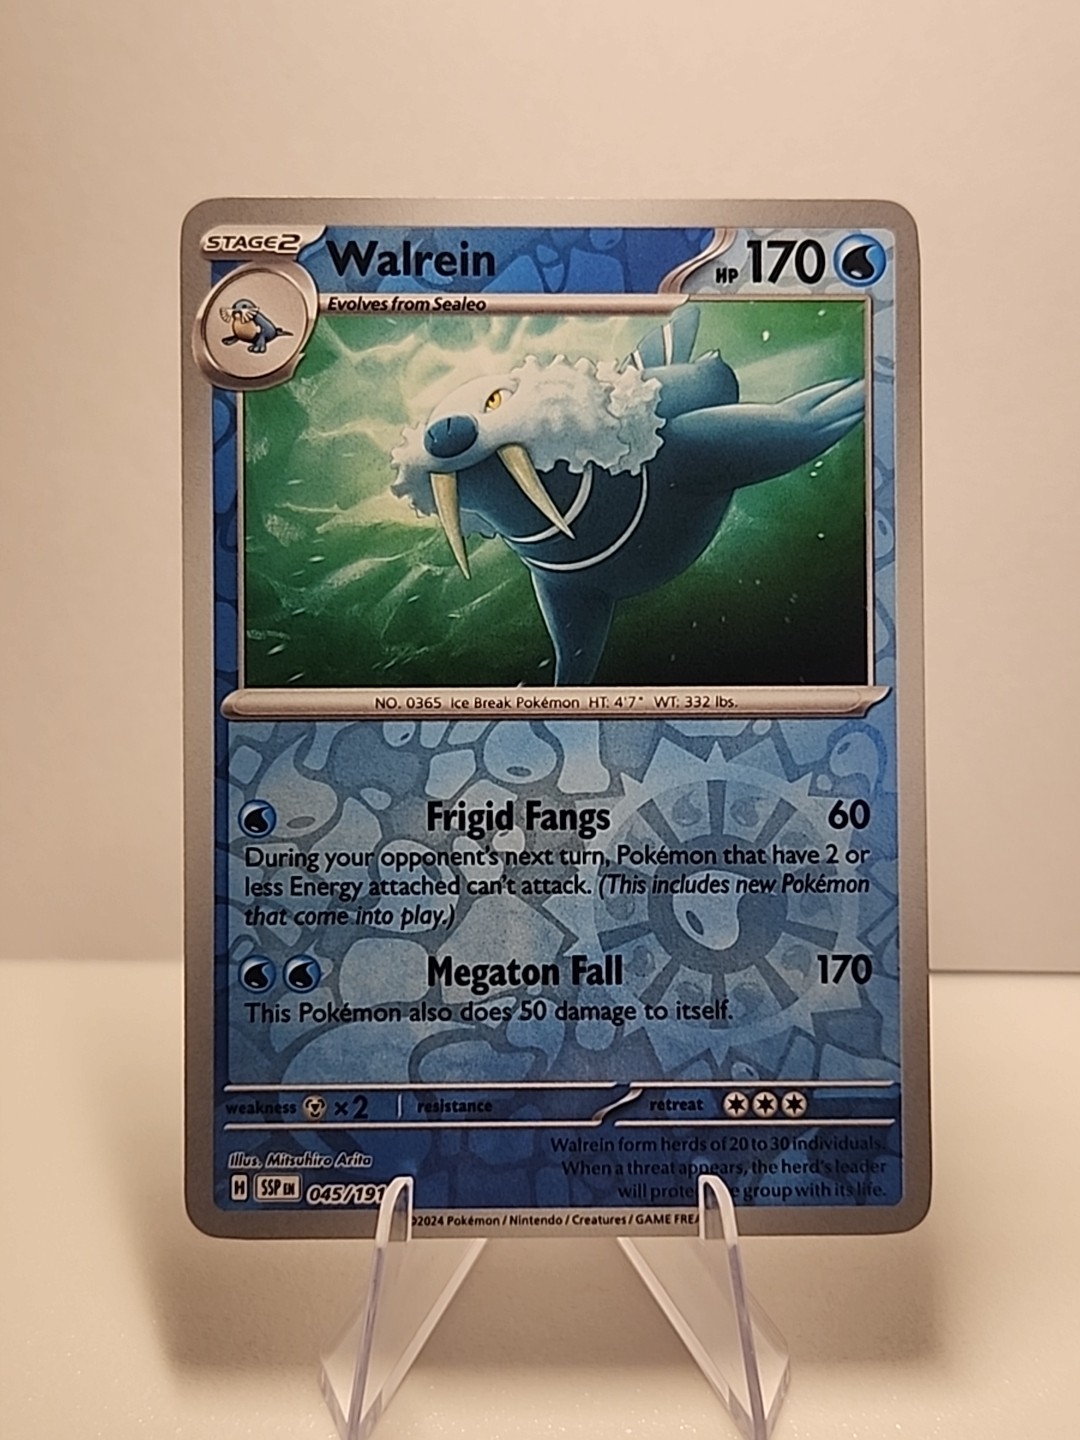 STAGE2
Walrein
HP 170
Evolves from Sealeo
NO. 0365 Ice Break Pokémon HT: 4'7" WT: 332 lbs.
Frigid Fangs 60
During your opponent's next turn, Pokémon that have 2 or
less Energy attached can't attack. (This includes new Pokémon
that come into play.)
Megaton Fall 170
This Pokémon also does 50 damage to itself.
weakness ×2 resistance retreat
Walrein form herds of 20 to 30 individuals.
When a threat appears, the herd's leader
will the group with its life.
Illus. Mitsuhiro Arita
H SSP EN 045/191
©2024 Pokémon / Nintendo / Creatures / GAME